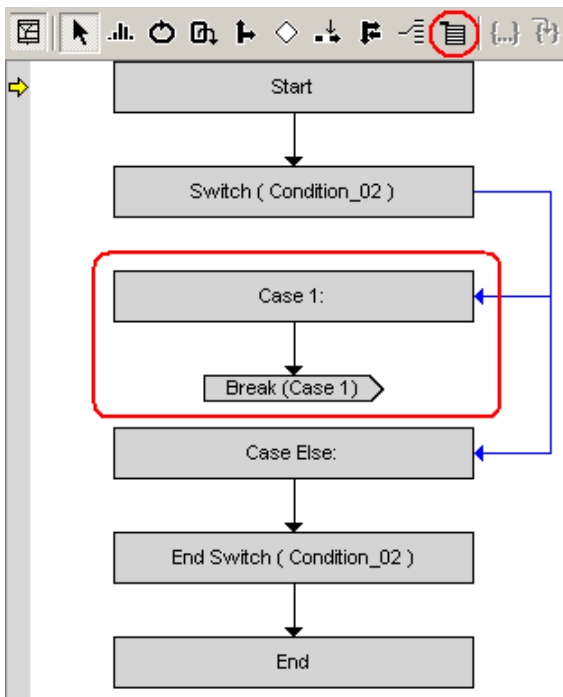 {...}
Start
Switch ( Condition_02 )
Case 1:
Break (Case 1)
Case Else:
End Switch ( Condition_02 )
End